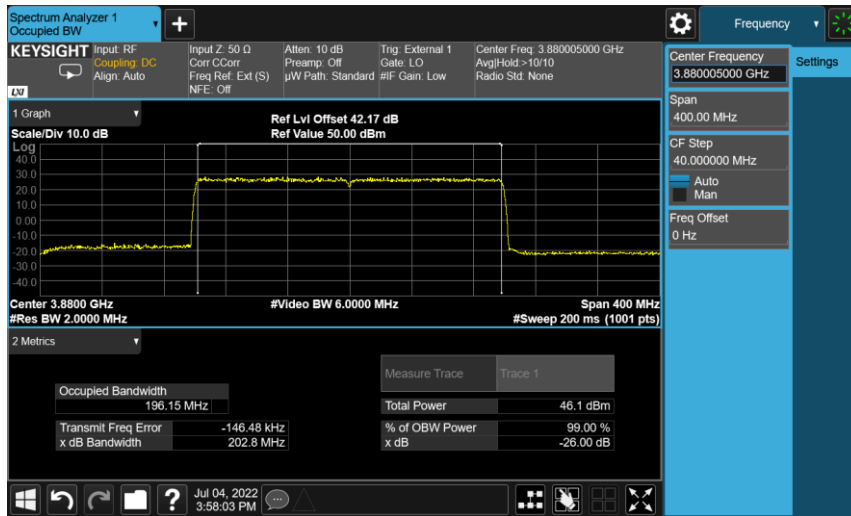 Spectrum Analyzer 1
Occupied BW
+
Frequency
KEYSIGHT
Input: RF
Coupling: DC
Align: Auto
LXI
Input Z: 50 Ω
Corr CCorr
Freq Ref: Ext (S)
NFE: Off
Atten: 10 dB
Preamp: Off
µW Path: Standard
Trig: External 1
Gate: LO
#IF Gain: Low
Center Freq: 3.880005000 GHz
Avg|Hold:>10/10
Radio Std: None
Center Frequency
3.880005000 GHz
Settings
Span
400.00 MHz
CF Step
40.000000 MHz
Auto
Man
Freq Offset
0 Hz
1 Graph
Scale/Div 10.0 dB
Ref Lvl Offset 42.17 dB
Ref Value 50.00 dBm
Log
40.0
30.0
20.0
10.0
0.00
-10.0
-20.0
-30.0
-40.0
Center 3.8800 GHz
#Res BW 2.0000 MHz
#Video BW 6.0000 MHz
Span 400 MHz
#Sweep 200 ms (1001 pts)
2 Metrics
Measure Trace
Trace 1
Occupied Bandwidth
196.15 MHz
Total Power
46.1 dBm
Transmit Freq Error
-146.48 kHz
% of OBW Power
99.00 %
x dB Bandwidth
202.8 MHz
x dB
-26.00 dB
?
Jul 04, 2022
3:58:03 PM